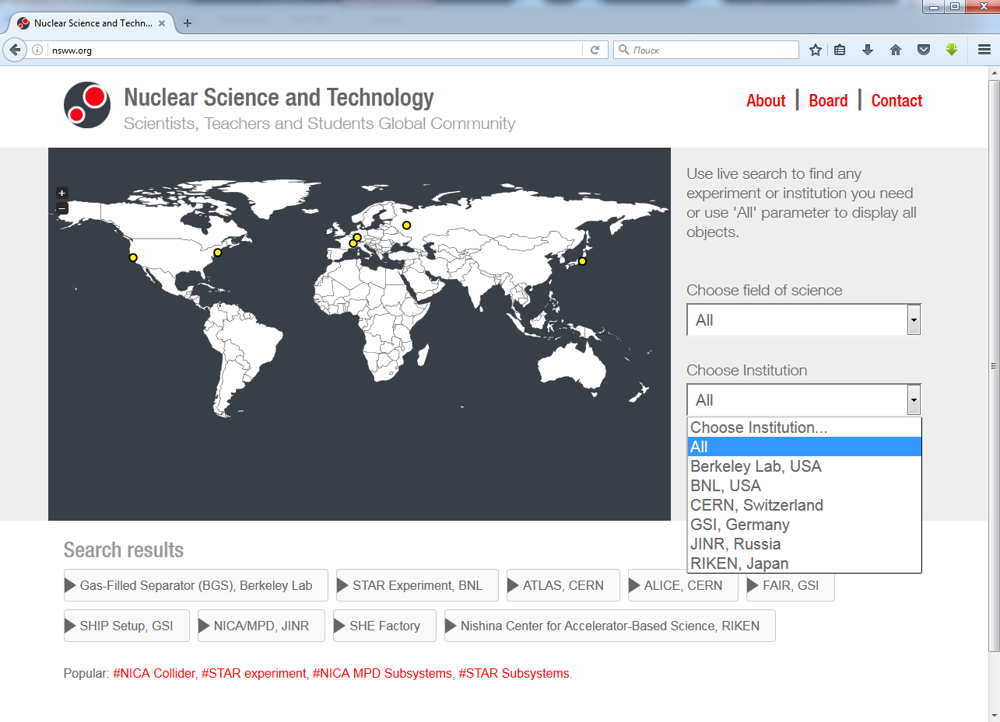 Nuclear Science and Techn...
nsww.org
Поиск
Nuclear Science and Technology
Scientists, Teachers and Students Global Community
About | Board | Contact
+
−
Use live search to find any
experiment or institution you need
or use 'All' parameter to display all
objects.
Choose field of science
All
Choose Institution
All
Choose Institution...
All
Berkeley Lab, USA
BNL, USA
CERN, Switzerland
GSI, Germany
JINR, Russia
RIKEN, Japan
Search results
Gas-Filled Separator (BGS), Berkeley Lab
STAR Experiment, BNL
ATLAS, CERN
ALICE, CERN
FAIR, GSI
SHIP Setup, GSI
NICA/MPD, JINR
SHE Factory
Nishina Center for Accelerator-Based Science, RIKEN
Popular: #NICA Collider, #STAR experiment, #NICA MPD Subsystems, #STAR Subsystems.